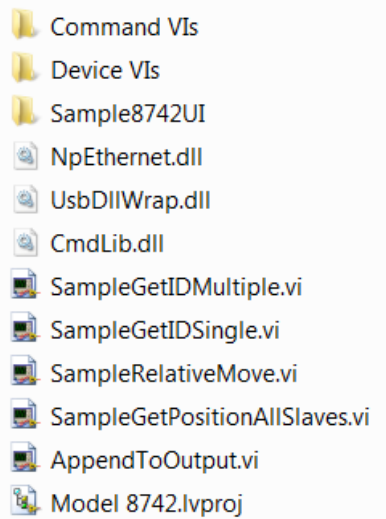 Command VIs
Device VIs
Sample8742UI
NpEthernet.dll
UsbDllWrap.dll
CmdLib.dll
SampleGetIDMultiple.vi
SampleGetIDSingle.vi
SampleRelativeMove.vi
SampleGetPositionAllSlaves.vi
AppendToOutput.vi
Model 8742.lvproj